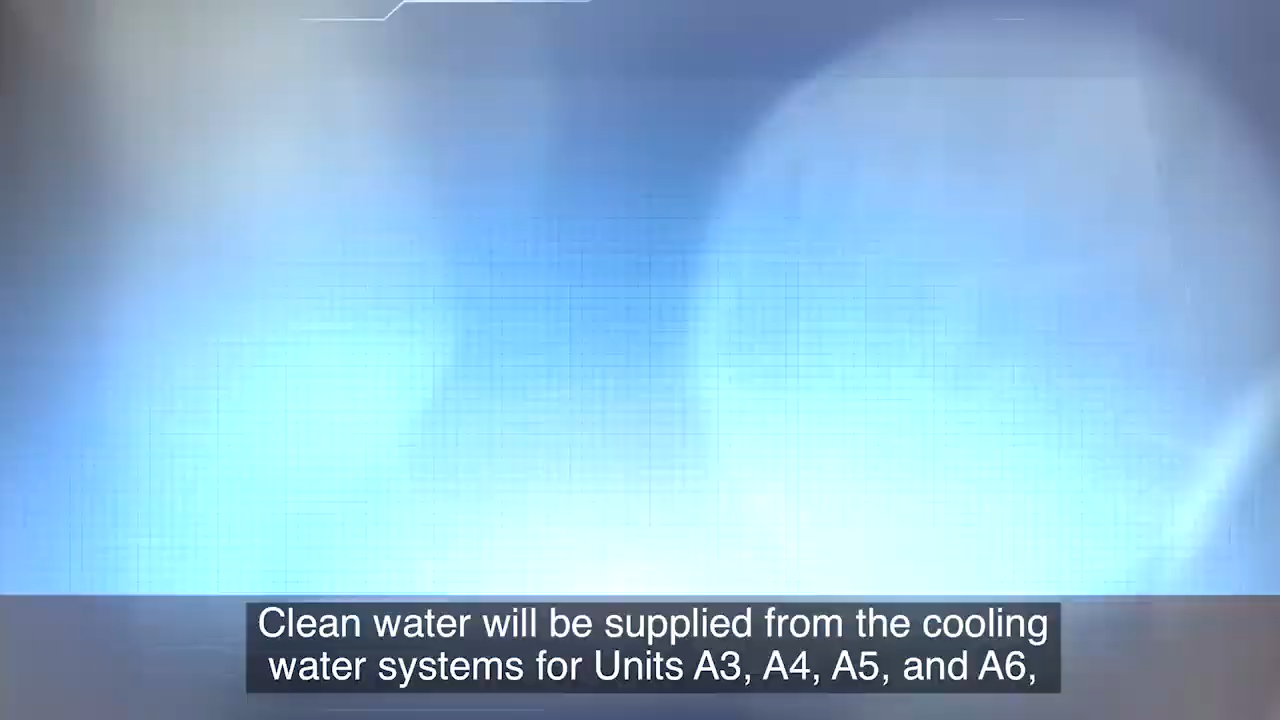 Clean water will be supplied from the cooling
water systems for Units A3, A4, A5, and A6,